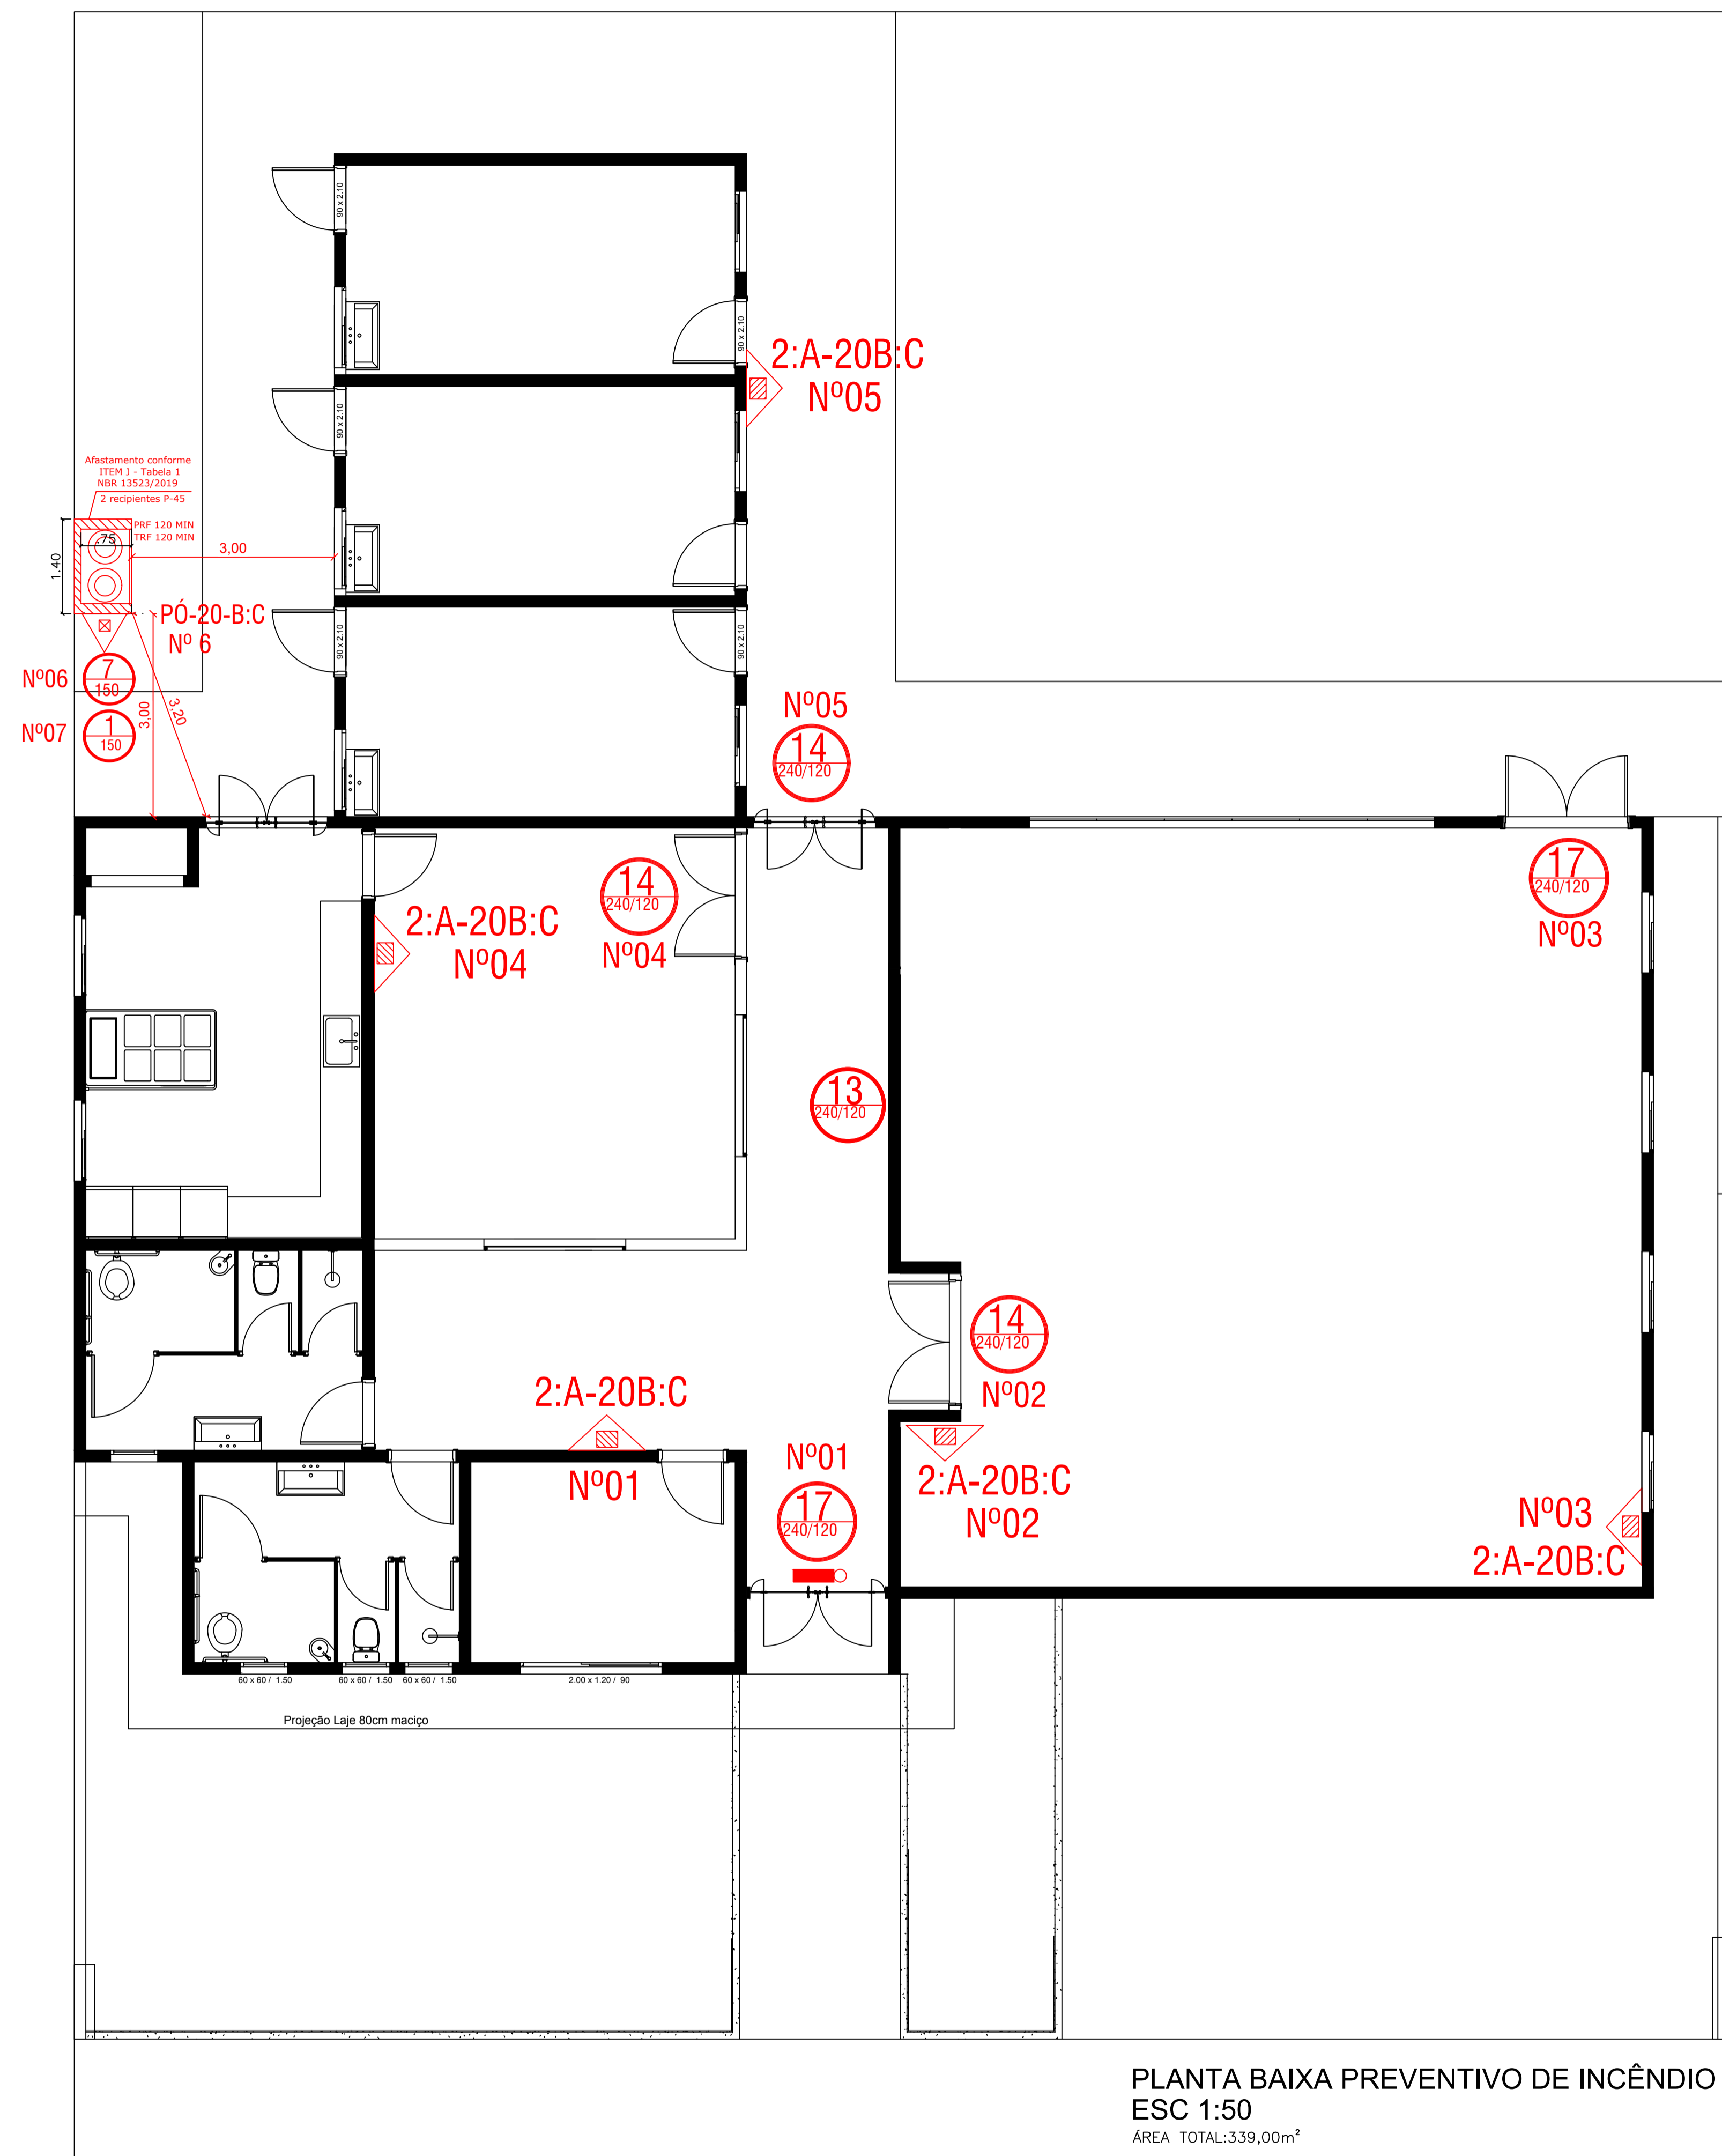 90 x 2.10
90 x 2.10
2:A-20B:C
Nº05
90 x 2.10
Afastamento conforme
ITEM J - Tabela 1
NBR 13523/2019
2 recipientes P-45
PRF 120 MIN
TRF 120 MIN
.75
3,00
1.40
PÓ-20-B:C
Nº 6
90 x 2.10
90 x 2.10
Nº06
7
150
3,00
3,20
Nº07
1
150
Nº05
14
240/120
14
240/120
Nº04
2:A-20B:C
Nº04
17
240/120
Nº03
13
240/120
14
240/120
Nº02
2:A-20B:C
Nº01
Nº01
17
240/120
2:A-20B:C
Nº02
Nº03
2:A-20B:C
60 x 60 / 1.50
60 x 60 / 1.50
60 x 60 / 1.50
2.00 x 1.20 / 90
Projeção Laje 80cm maciço
PLANTA BAIXA PREVENTIVO DE INCÊNDIO
ESC 1:50
ÁREA TOTAL:339,00m²